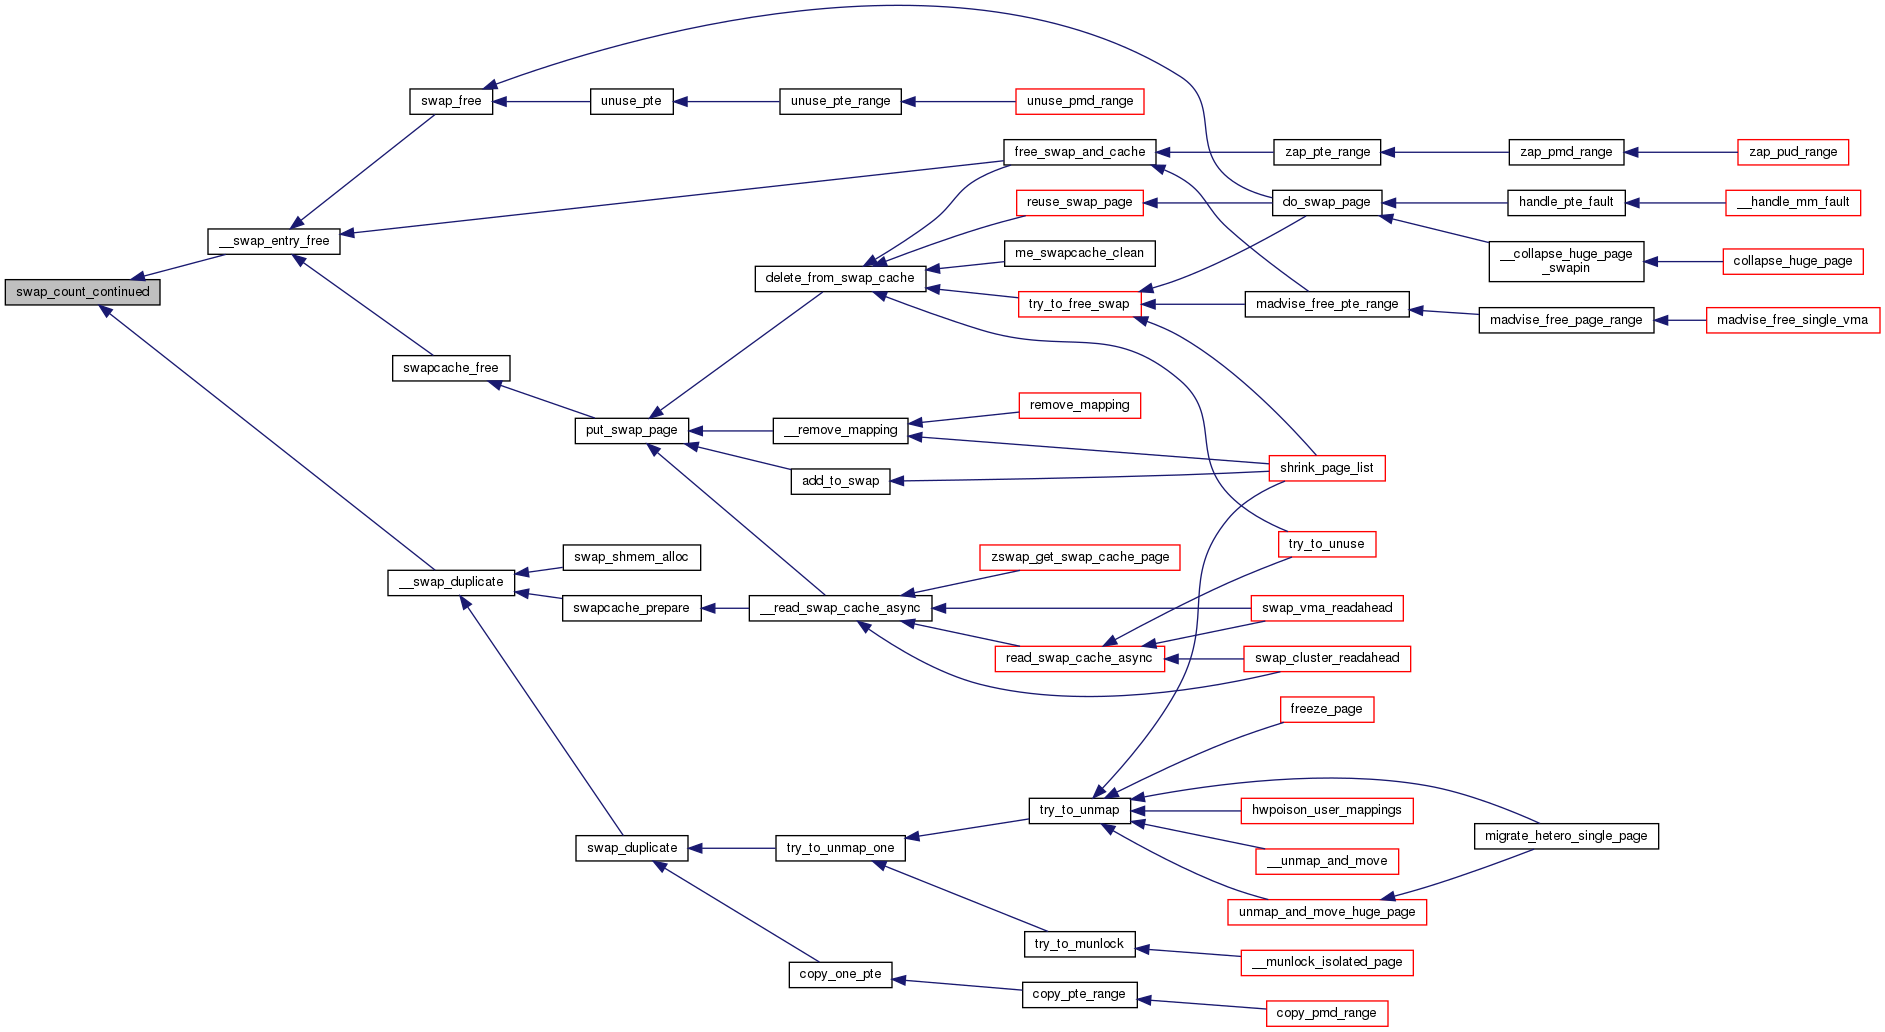 swap_free
unuse_pte
unuse_pte_range
unuse_pmd_range
free_swap_and_cache
zap_pte_range
zap_pmd_range
zap_pud_range
reuse_swap_page
do_swap_page
handle_pte_fault
__handle_mm_fault
__swap_entry_free
me_swapcache_clean
__collapse_huge_page
_swapin
collapse_huge_page
delete_from_swap_cache
swap_count_continued
try_to_free_swap
madvise_free_pte_range
madvise_free_page_range
madvise_free_single_vma
swapcache_free
remove_mapping
put_swap_page
__remove_mapping
shrink_page_list
add_to_swap
try_to_unuse
swap_shmem_alloc
zswap_get_swap_cache_page
__swap_duplicate
swapcache_prepare
__read_swap_cache_async
swap_vma_readahead
read_swap_cache_async
swap_cluster_readahead
freeze_page
try_to_unmap
hwpoison_user_mappings
migrate_hetero_single_page
swap_duplicate
try_to_unmap_one
__unmap_and_move
unmap_and_move_huge_page
try_to_munlock
__munlock_isolated_page
copy_one_pte
copy_pte_range
copy_pmd_range